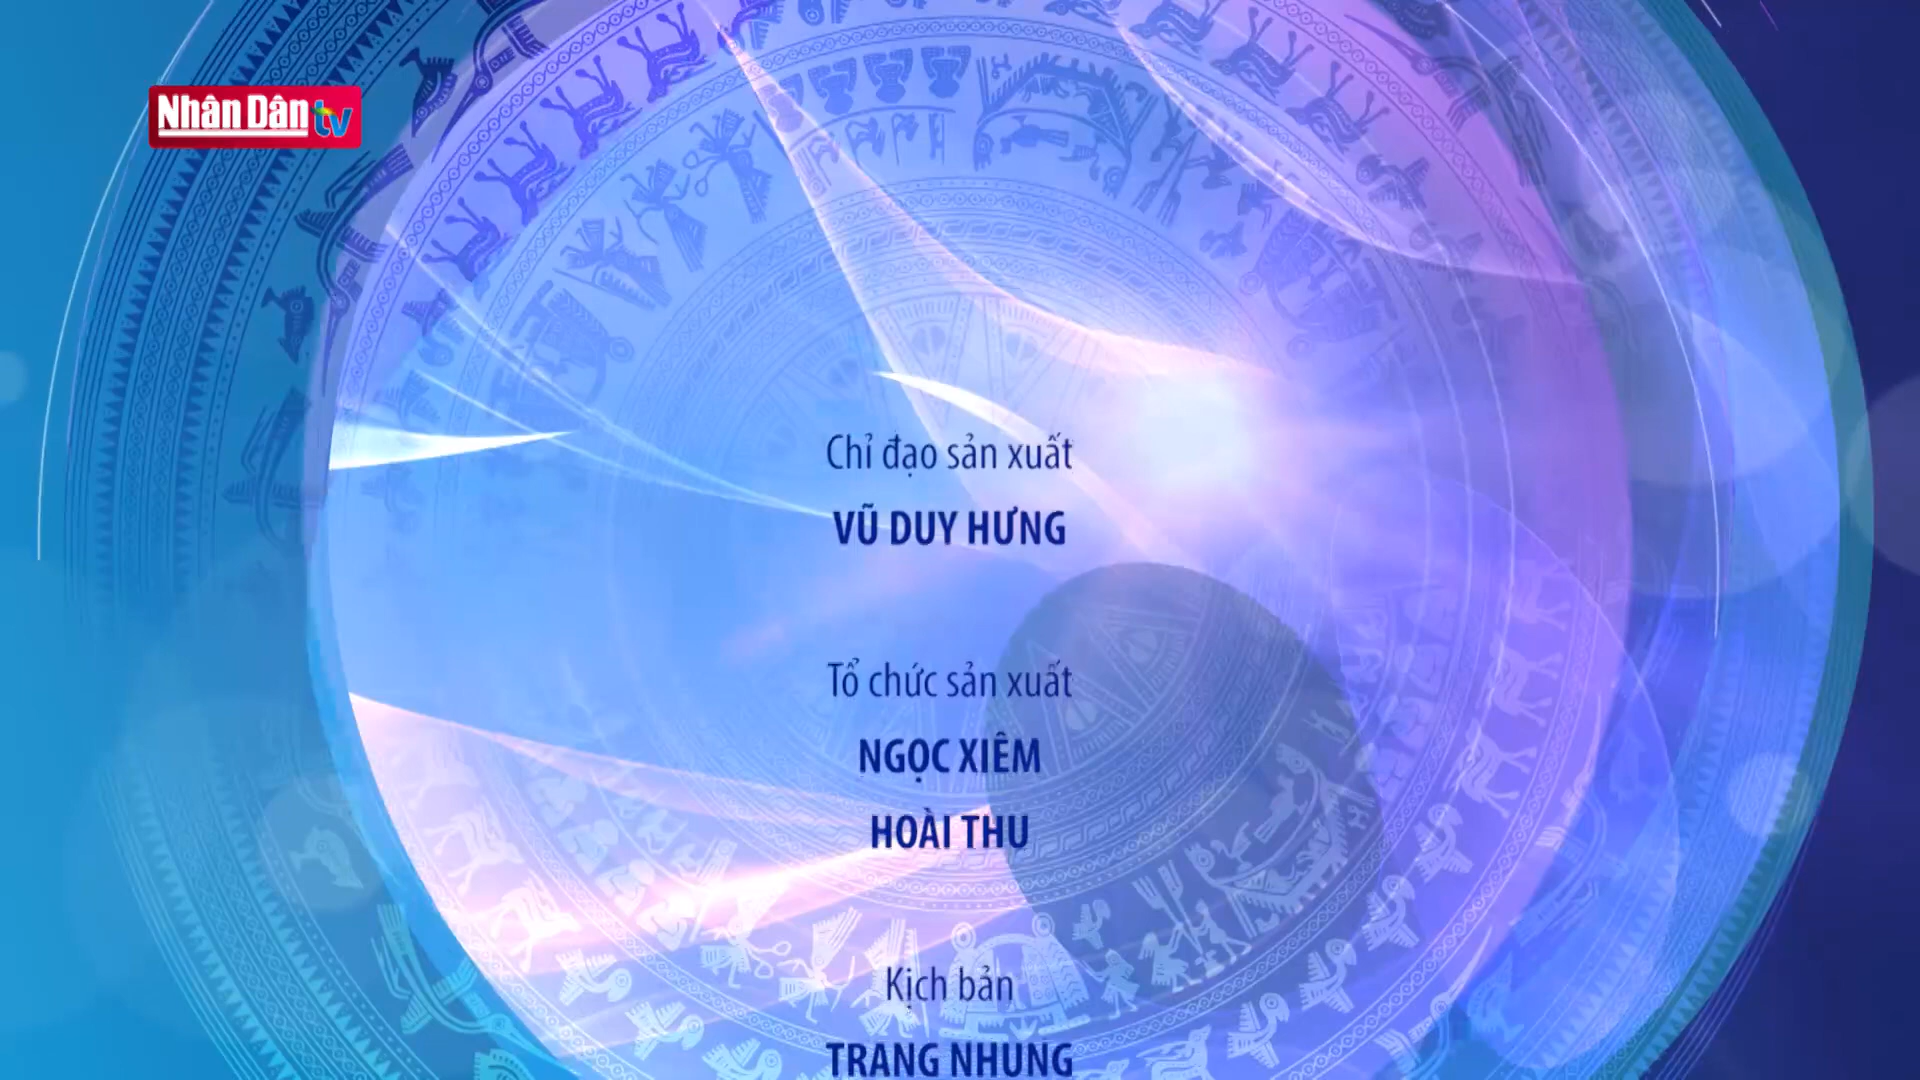 Nhân Dân tv
Chỉ đạo sản xuất
VŨ DUY HƯNG
Tổ chức sản xuất
NGỌC XIÊM
HOÀI THU
Kịch bản
TRANG NHUNG